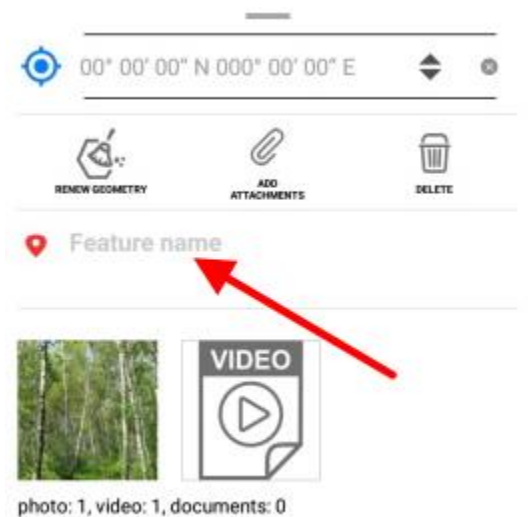 00° 00' 00" N 000° 00' 00" E
RENEW GEOMETRY
ADD
ATTACHMENTS
DELETE
Feature name
VIDEO
photo: 1, video: 1, documents: 0